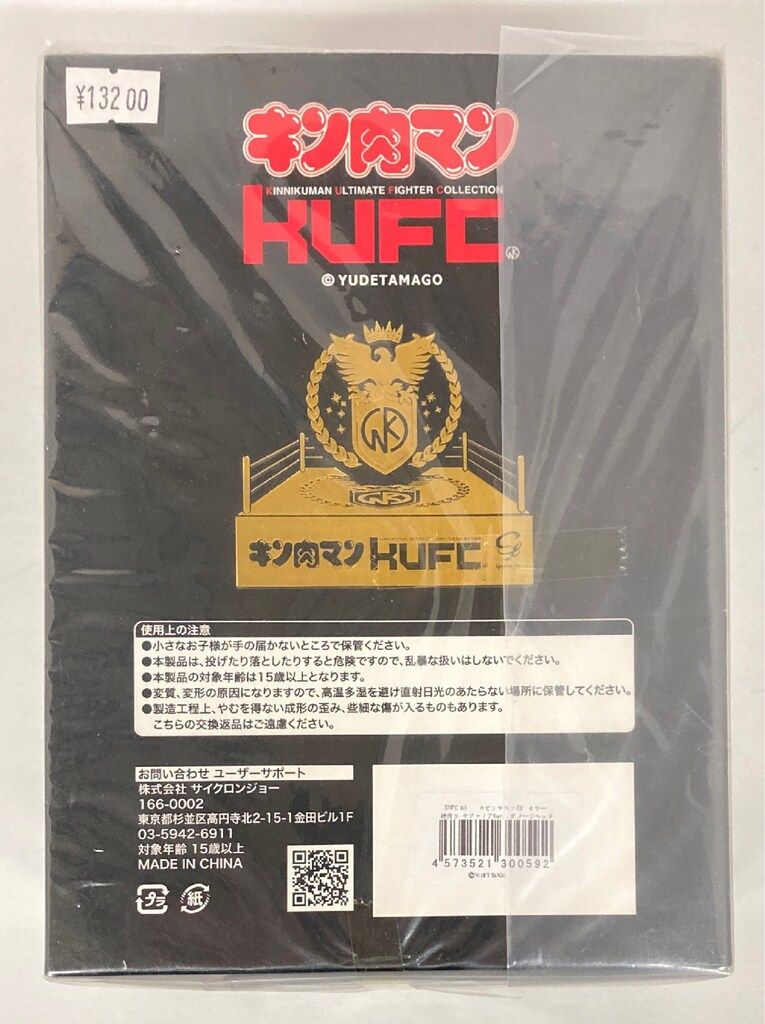 ¥132 00
キン肉マン
KINNIKUMAN ULTIMATE FIGHTER COLLECTION
KUFC
© YUDETAMAGO
キン肉マン KUFC
使用上の注意
●小さなお子様が手の届かないところで保管ください。
●本製品は、投げたり落としたりすると危険ですので、乱暴な扱いはしないでください。
●本製品の対象年齢は15歳以上となります。
●変質、変形の原因になりますので、高温多湿を避け直射日光のあたらない場所に保管してください。
●製造工程上、やむを得ない成形の歪み、些細な傷が入るものもあります。
こちらの交換返品はご遠慮ください。
お問い合わせ ユーザーサポート
株式会社 サイクロンジョー
166-0002
東京都杉並区高円寺北2-15-1金田ビル1F
03-5942-6911
対象年齢 15歳以上
MADE IN CHINA
プラ
紙
カラー
4 573521 300592